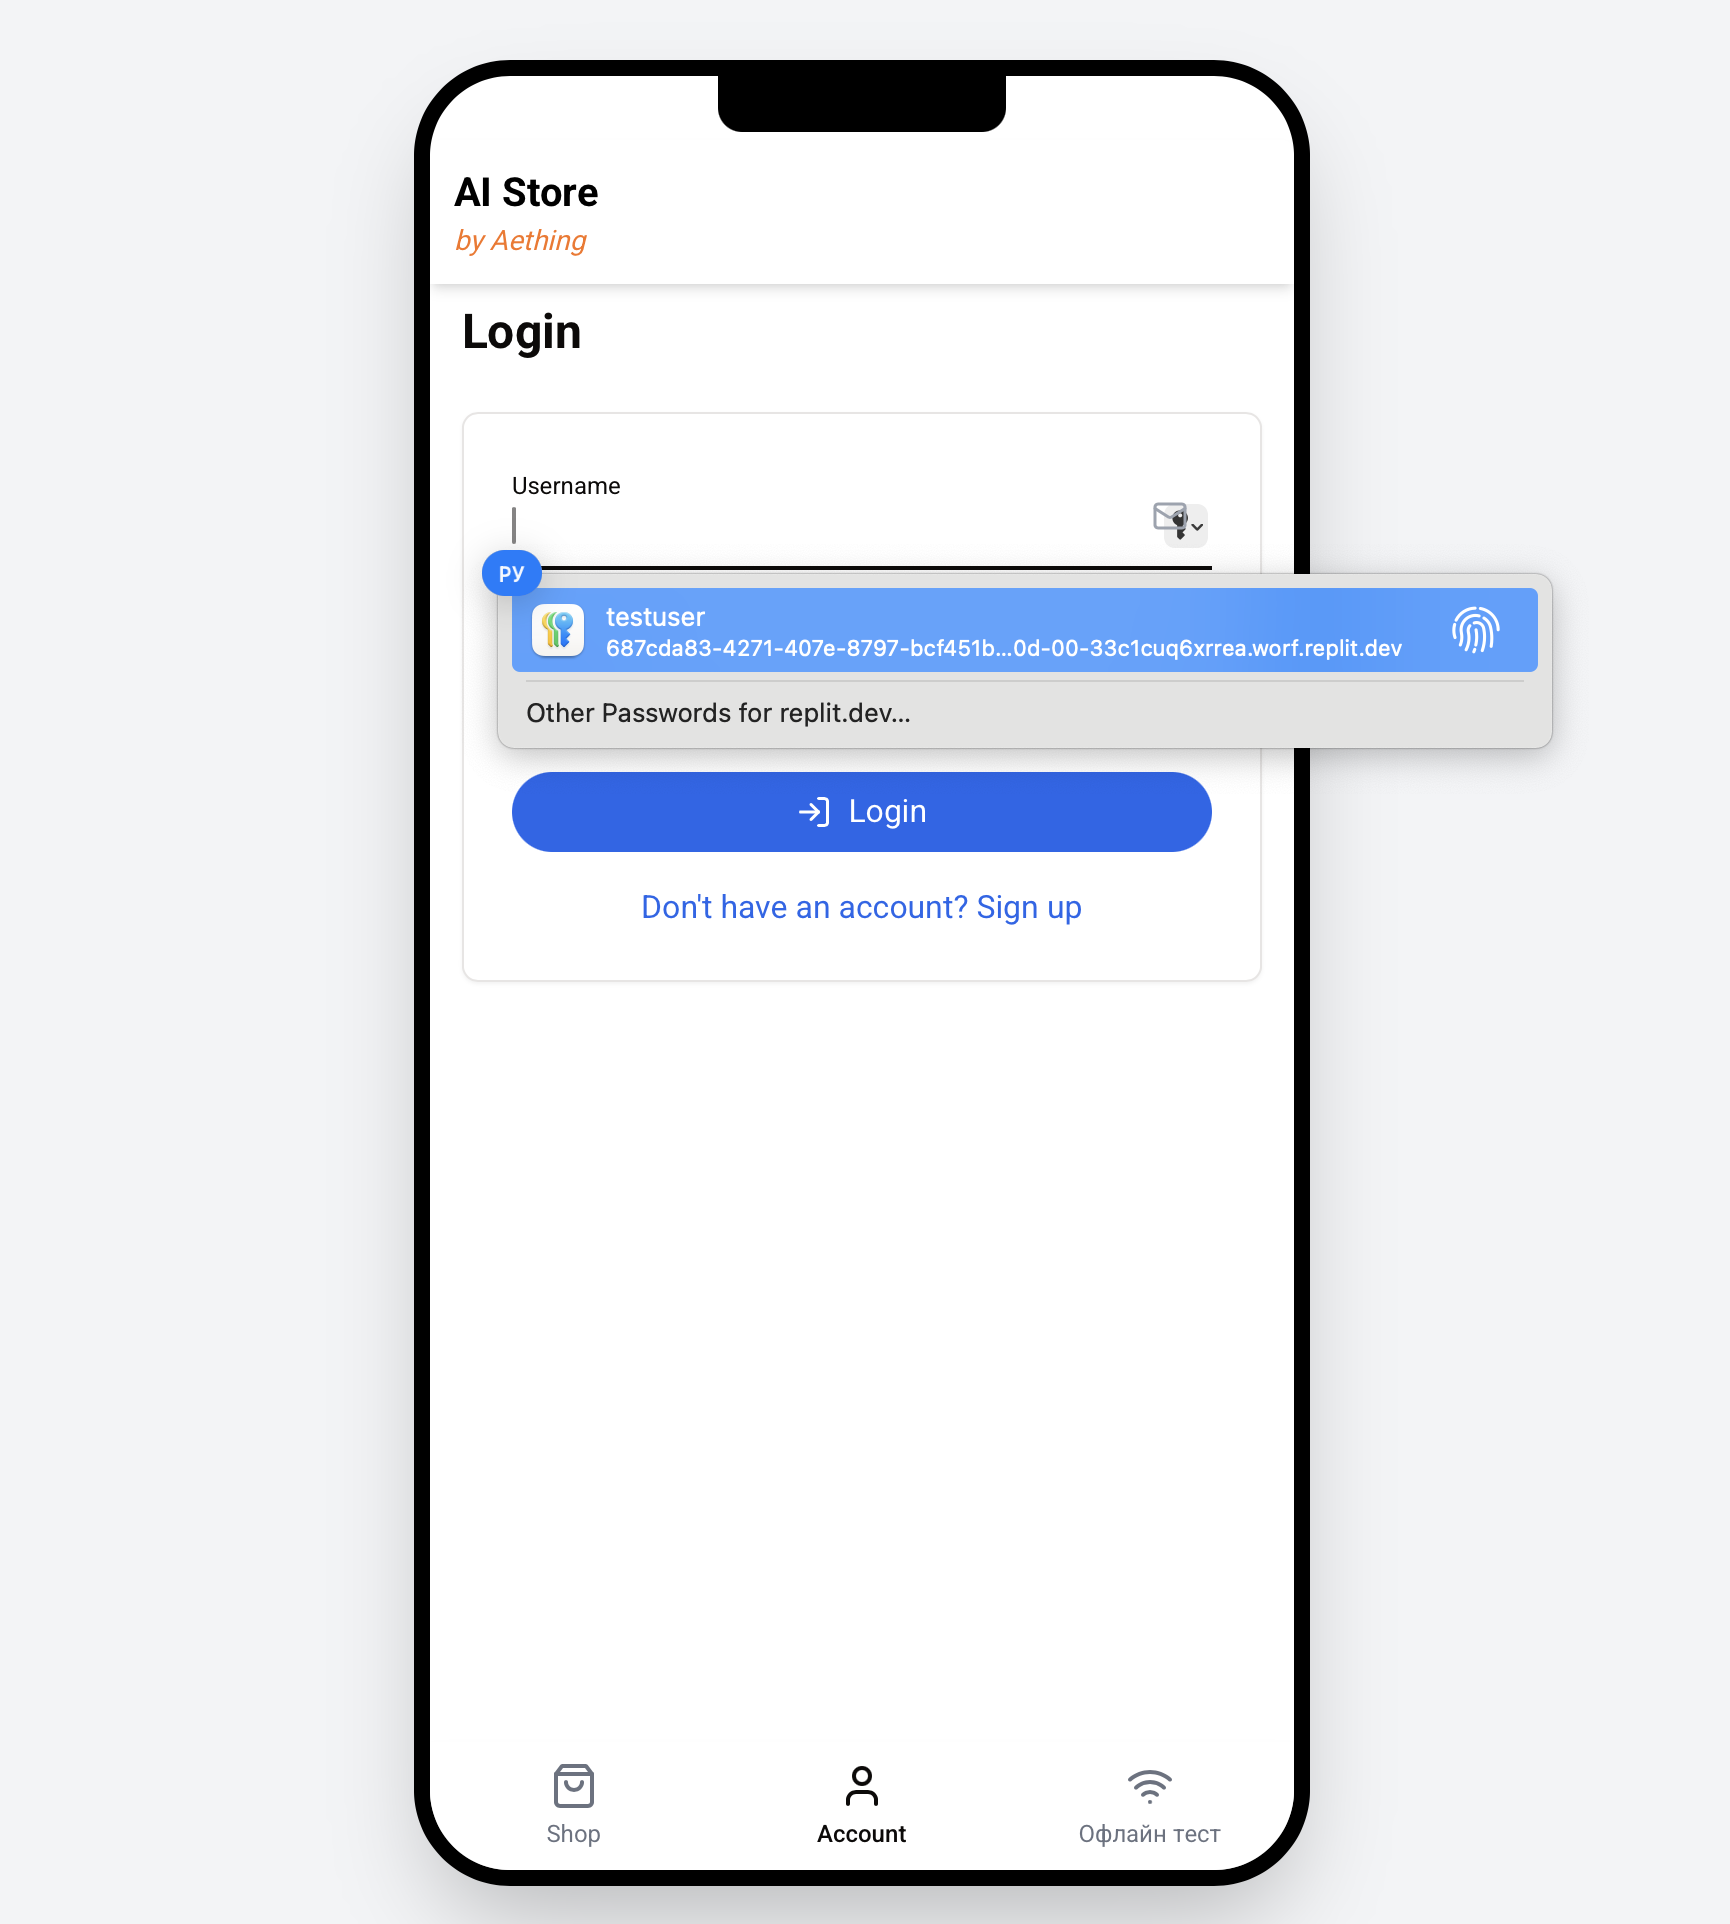 AI Store
by Aething
Login
Username
РУ
testuser
687cda83-4271-407e-8797-bcf451b...0d-00-33c1cuq6xrrea.worf.replit.dev
Other Passwords for replit.dev...
Login
Don't have an account? Sign up
Shop
Account
Офлайн тест